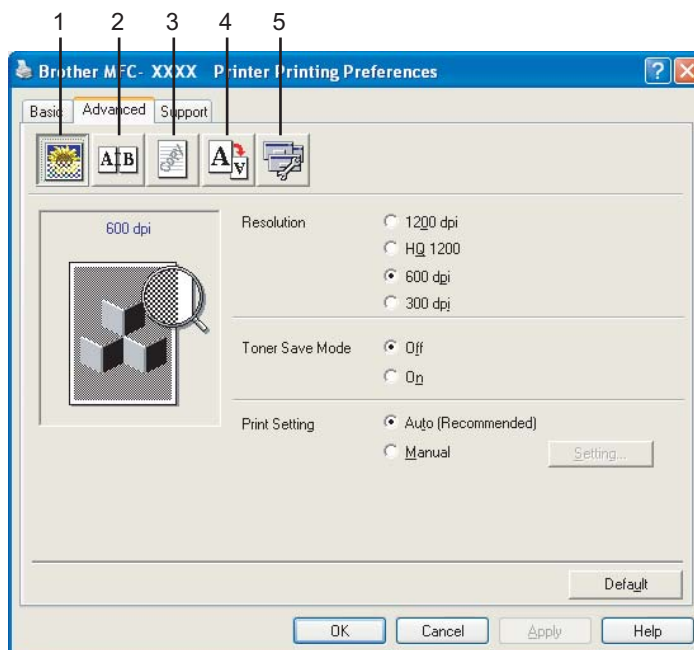 1 2 3 4 5
Brother MFC- XXXX Printer Printing Preferences
Basic Advanced Support
A B COPY A A
600 dpi
Resolution
1200 dpi
HQ 1200
600 dpi
300 dpi
Toner Save Mode
Off
On
Print Setting
Auto (Recommended)
Manual
Setting...
Default
OK Cancel Apply Help